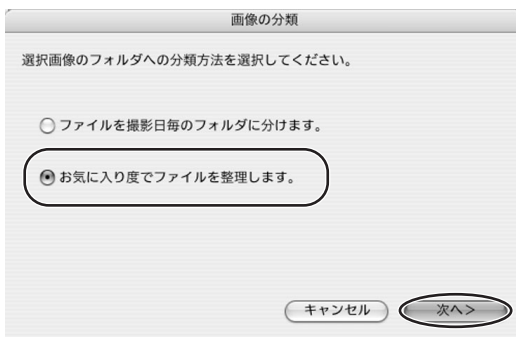 画像の分類
選択画像のフォルダへの分類方法を選択してください。
ファイルを撮影日毎のフォルダに分けます。
お気に入り度でファイルを整理します。
キャンセル
次へ>